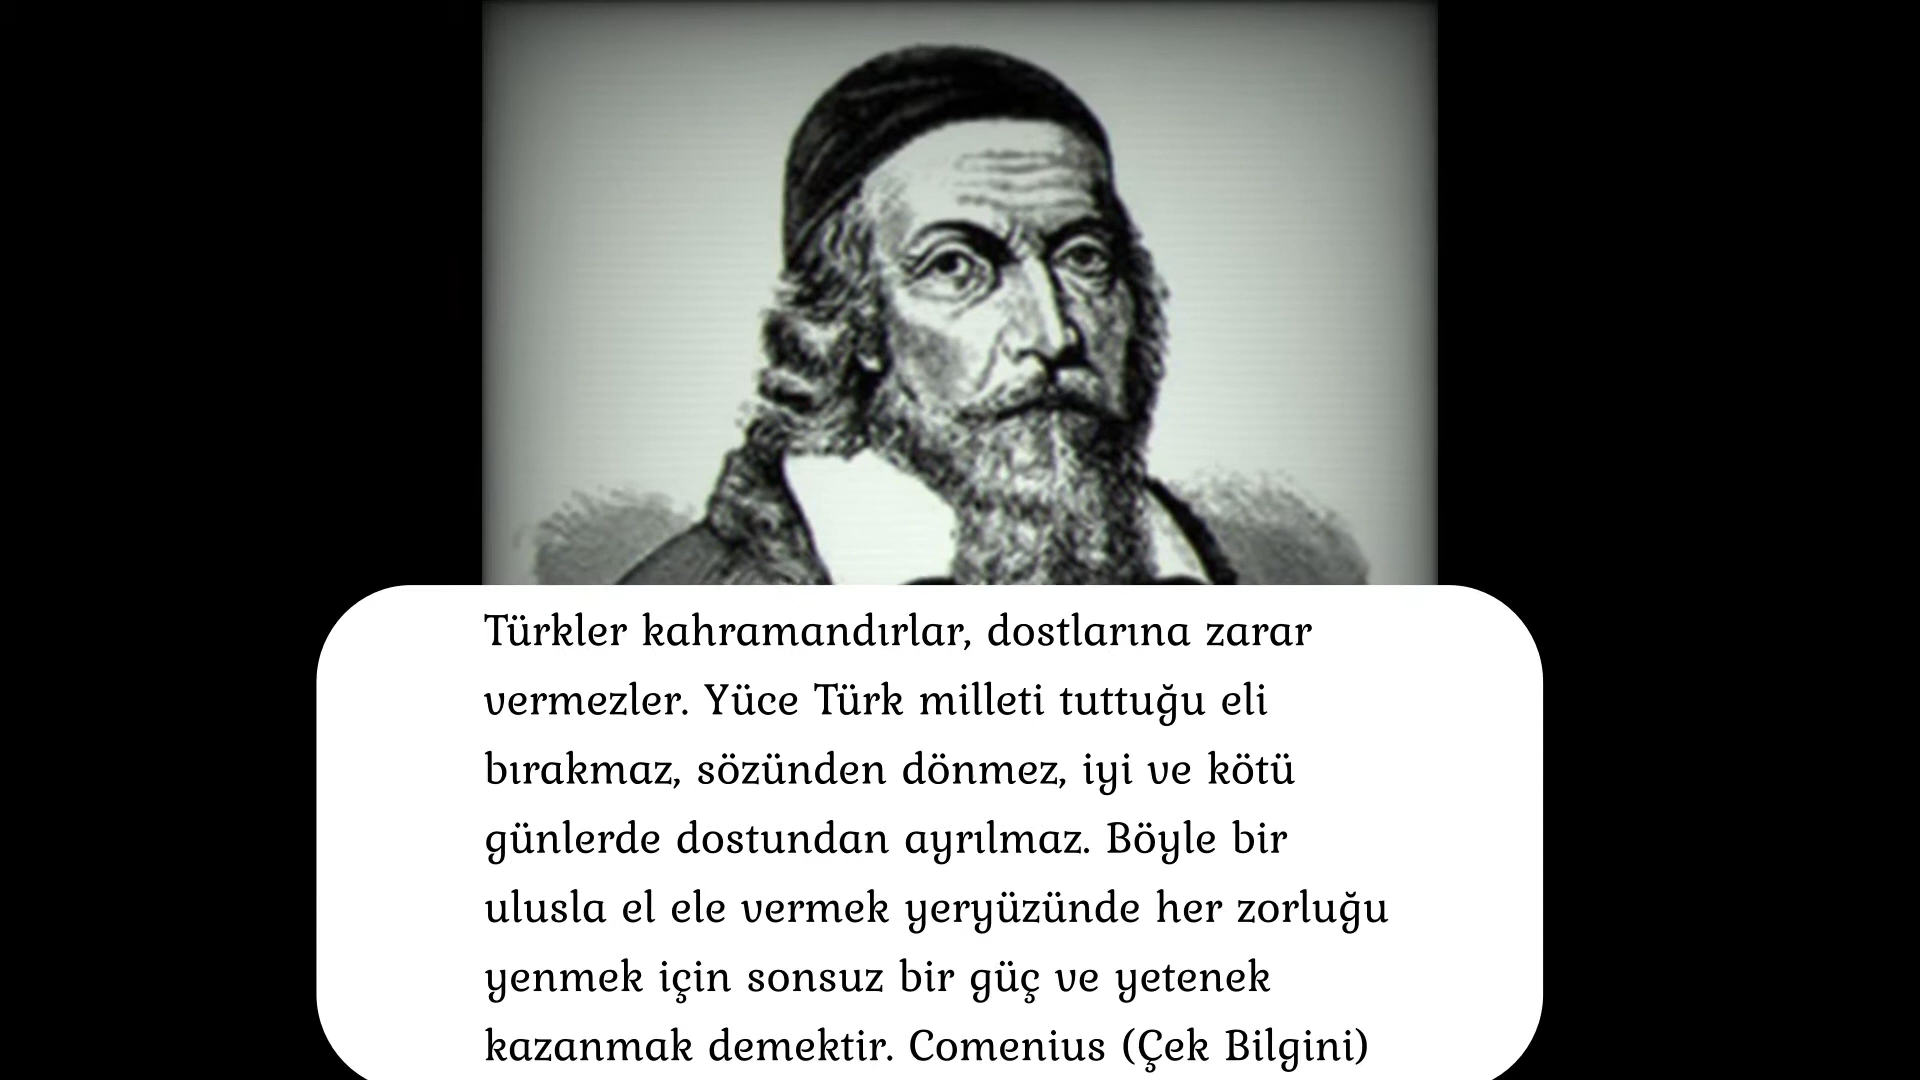 Türkler kahramandırlar, dostlarına zarar
vermezler. Yüce Türk milleti tuttuğu eli
bırakmaz, sözünden dönmez, iyi ve kötü
günlerde dostundan ayrılmaz. Böyle bir
ulusla el ele vermek yeryüzünde her zorluğu
yenmek için sonsuz bir güç ve yetenek
kazanmak demektir. Comenius (Çek Bilgini)